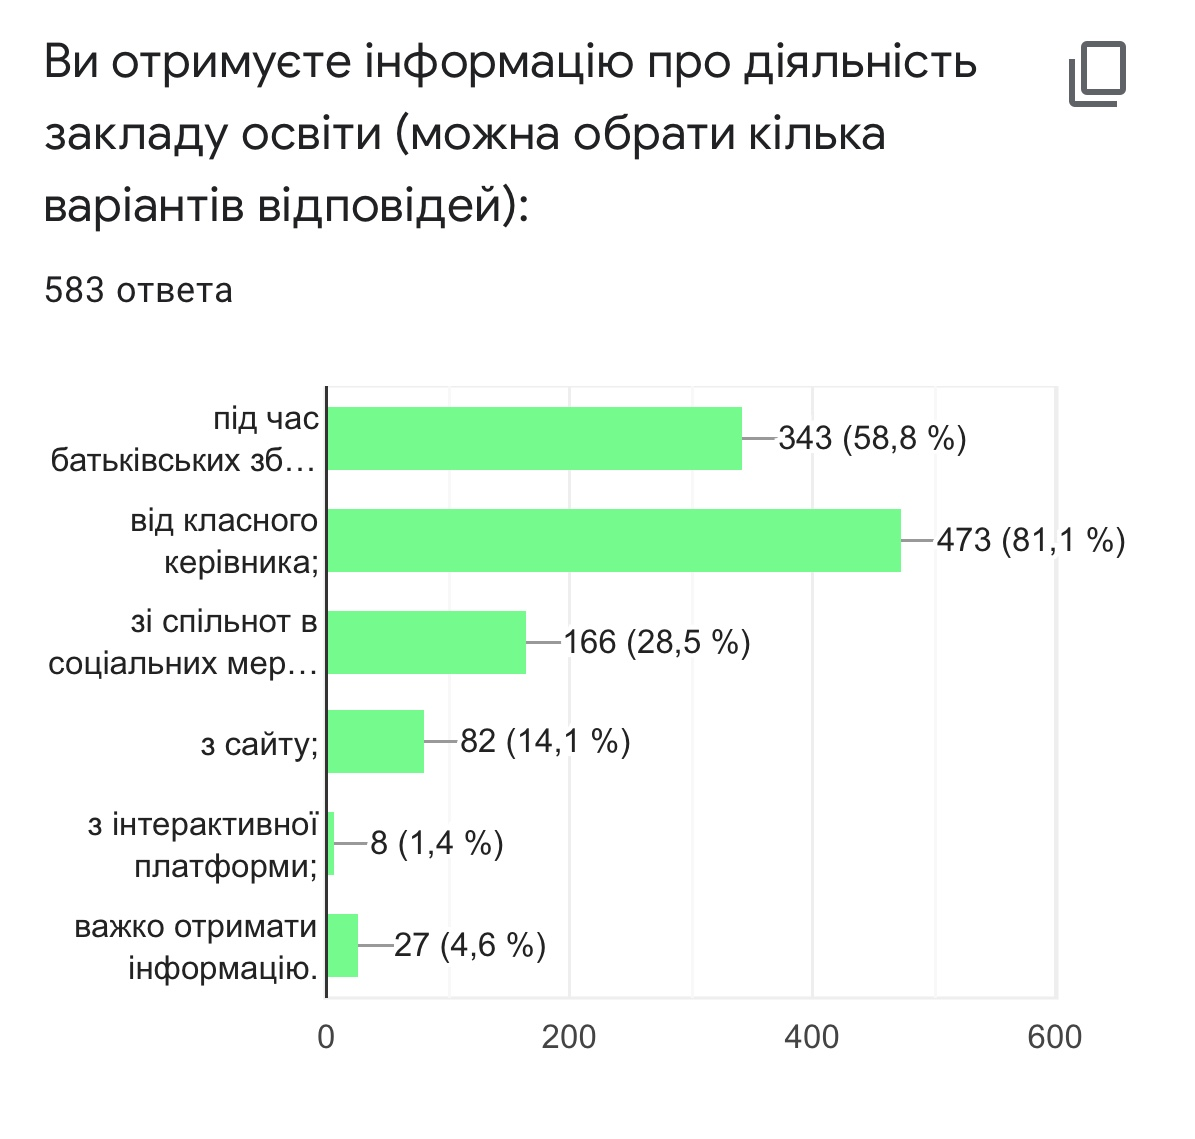 Ви отримуєте інформацію про діяльність
закладу освіти (можна обрати кілька
варіантів відповідей):
583 ответа
під час
батьківських зб…
343 (58,8 %)
від класного
керівника;
473 (81,1 %)
зі спільнот в
соціальних мер…
166 (28,5 %)
з сайту;
82 (14,1 %)
з інтерактивної
платформи;
8 (1,4 %)
важко отримати
інформацію.
27 (4,6 %)
0 200 400 600